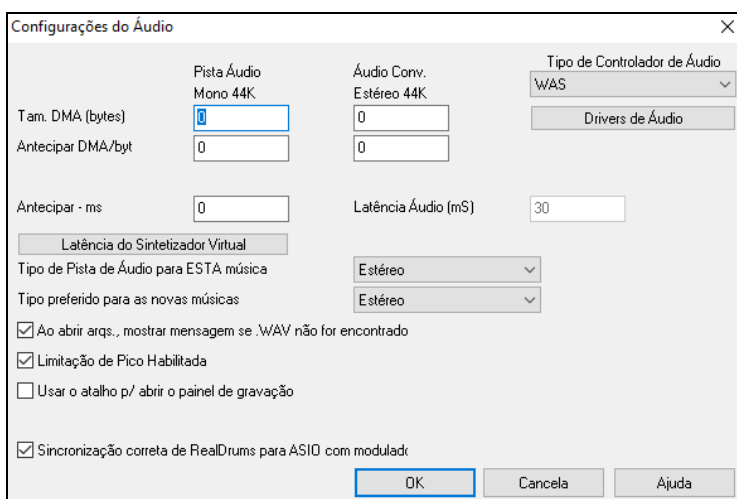 Configurações do Áudio
Tipo de Controlador de Áudio
Pista Áudio
Mono 44K
Áudio Conv.
Estéreo 44K
WAS
Tam. DMA (bytes)
0
0
Drivers de Áudio
Antecipar DMA/byt
0
0
Antecipar - ms
0
Latência Áudio (mS)
30
Latência do Sintetizador Virtual
Tipo de Pista de Áudio para ESTA música
Estéreo
Tipo preferido para as novas músicas
Estéreo
Ao abrir arqs., mostrar mensagem se .WAV não for encontrado
Limitação de Pico Habilitada
Usar o atalho p/ abrir o painel de gravação
Sincronização correta de RealDrums para ASIO com modulad
OK
Cancela
Ajuda